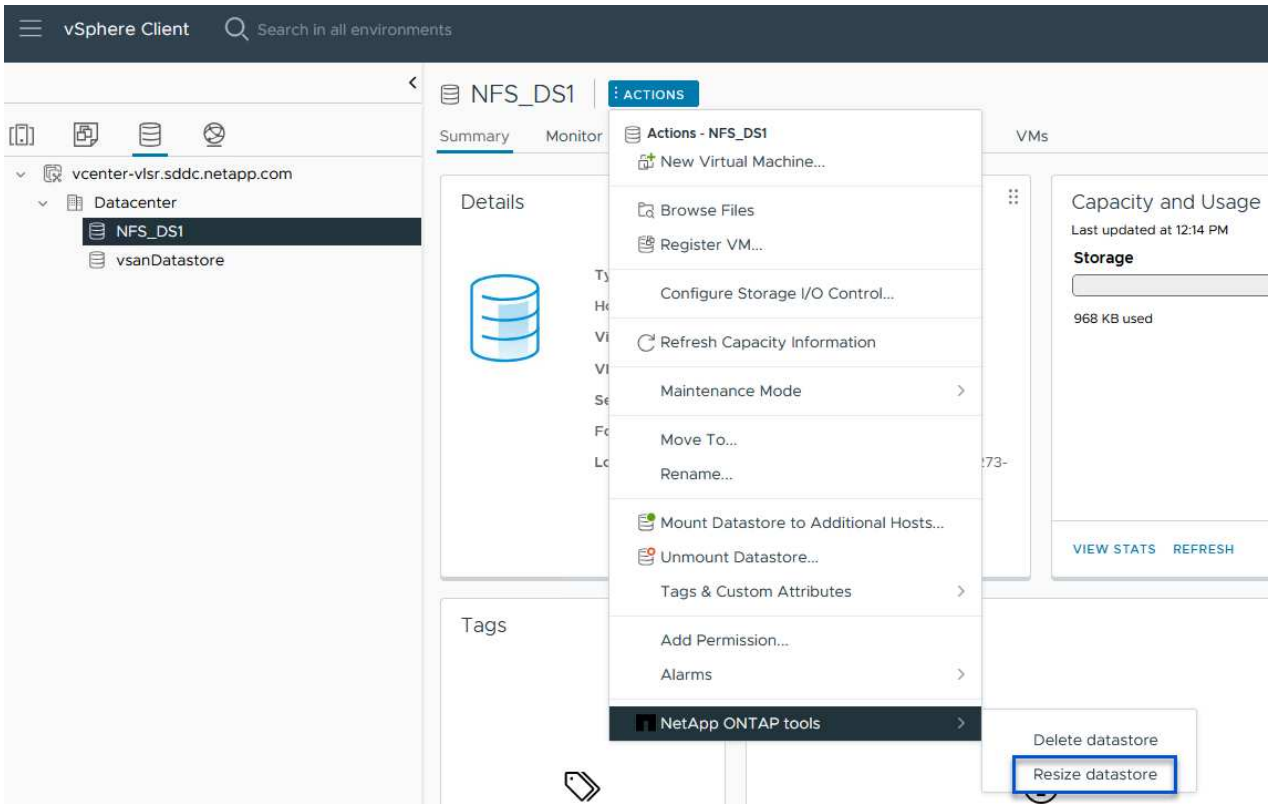 vSphere Client
Search in all environments
NFS_DS1
ACTIONS
Summary
Monitor
VMs
vcenter-vlsr.sddc.netapp.com
Datacenter
NFS_DS1
vsanDatastore
Details
Actions - NFS_DS1
New Virtual Machine...
Browse Files
Register VM...
Configure Storage I/O Control...
Refresh Capacity Information
Maintenance Mode
Move To...
Rename...
Mount Datastore to Additional Hosts...
Unmount Datastore...
Tags & Custom Attributes
Add Permission...
Alarms
NetApp ONTAP tools
Delete datastore
Resize datastore
273-
Capacity and Usage
Last updated at 12:14 PM
Storage
968 KB used
VIEW STATS REFRESH
Tags